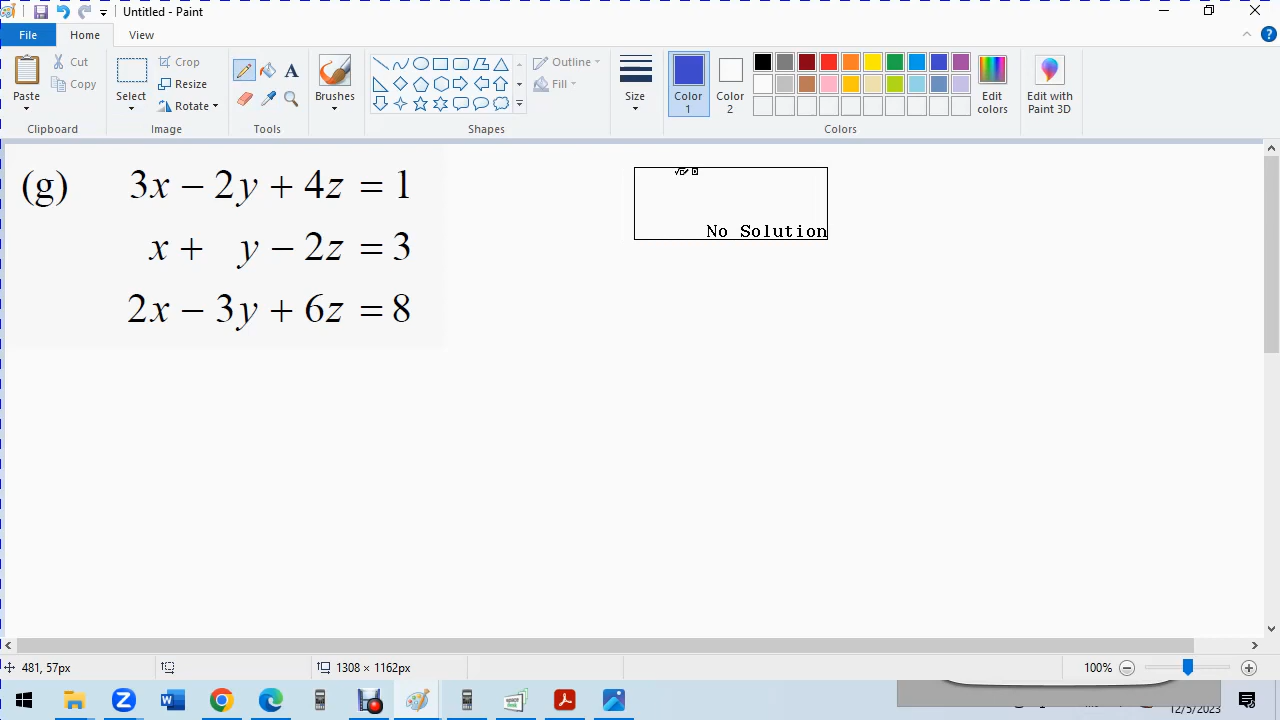 Untitled - Paint
File
Home
View
Paste
Cut
Copy
Clipboard
Select
Crop
Resize
Rotate
Image
Tools
Brushes
Shapes
Outline
Fill
Size
Color 1
Color 2
Colors
Edit colors
Edit with Paint 3D
(g) 3x − 2y + 4z = 1
x + y − 2z = 3
2x − 3y + 6z = 8
No Solution
481, 57px
1308 × 1162px
100%
12/5/2023